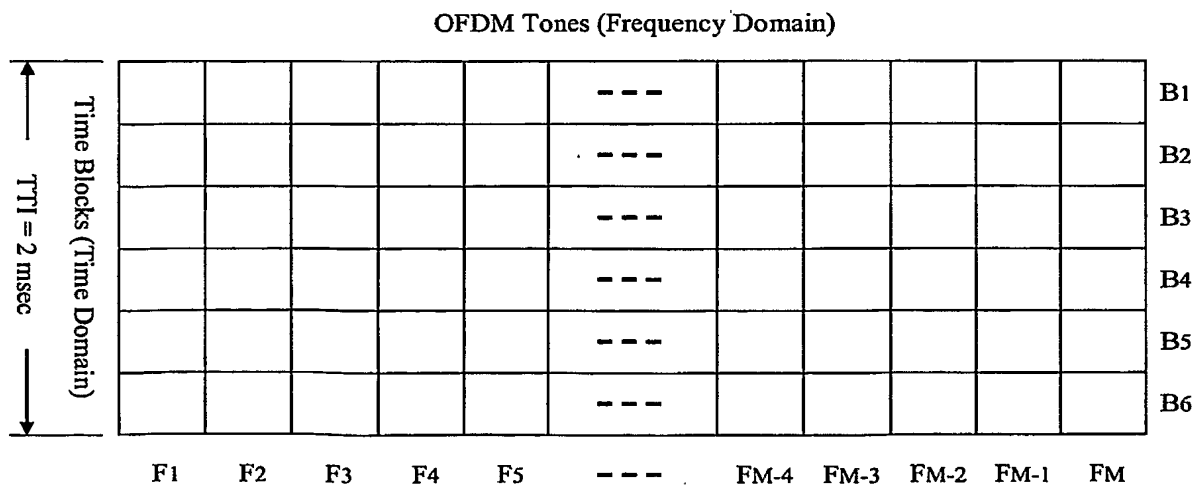 OFDM Tones (Frequency Domain)
TTI = 2 msec
Time Blocks (Time Domain)
--- B1
--- B2
--- B3
--- B4
--- B5
--- B6
F1 F2 F3 F4 F5 --- FM-4 FM-3 FM-2 FM-1 FM